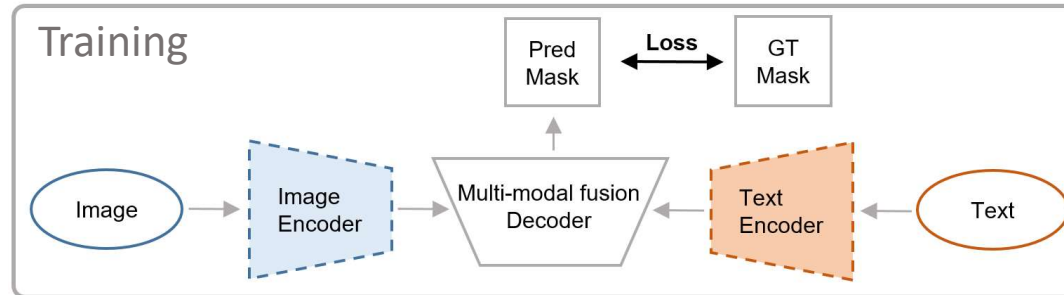 Training
Pred
Mask
Loss
GT
Mask
Image
Image
Encoder
Multi-modal fusion
Decoder
Text
Encoder
Text